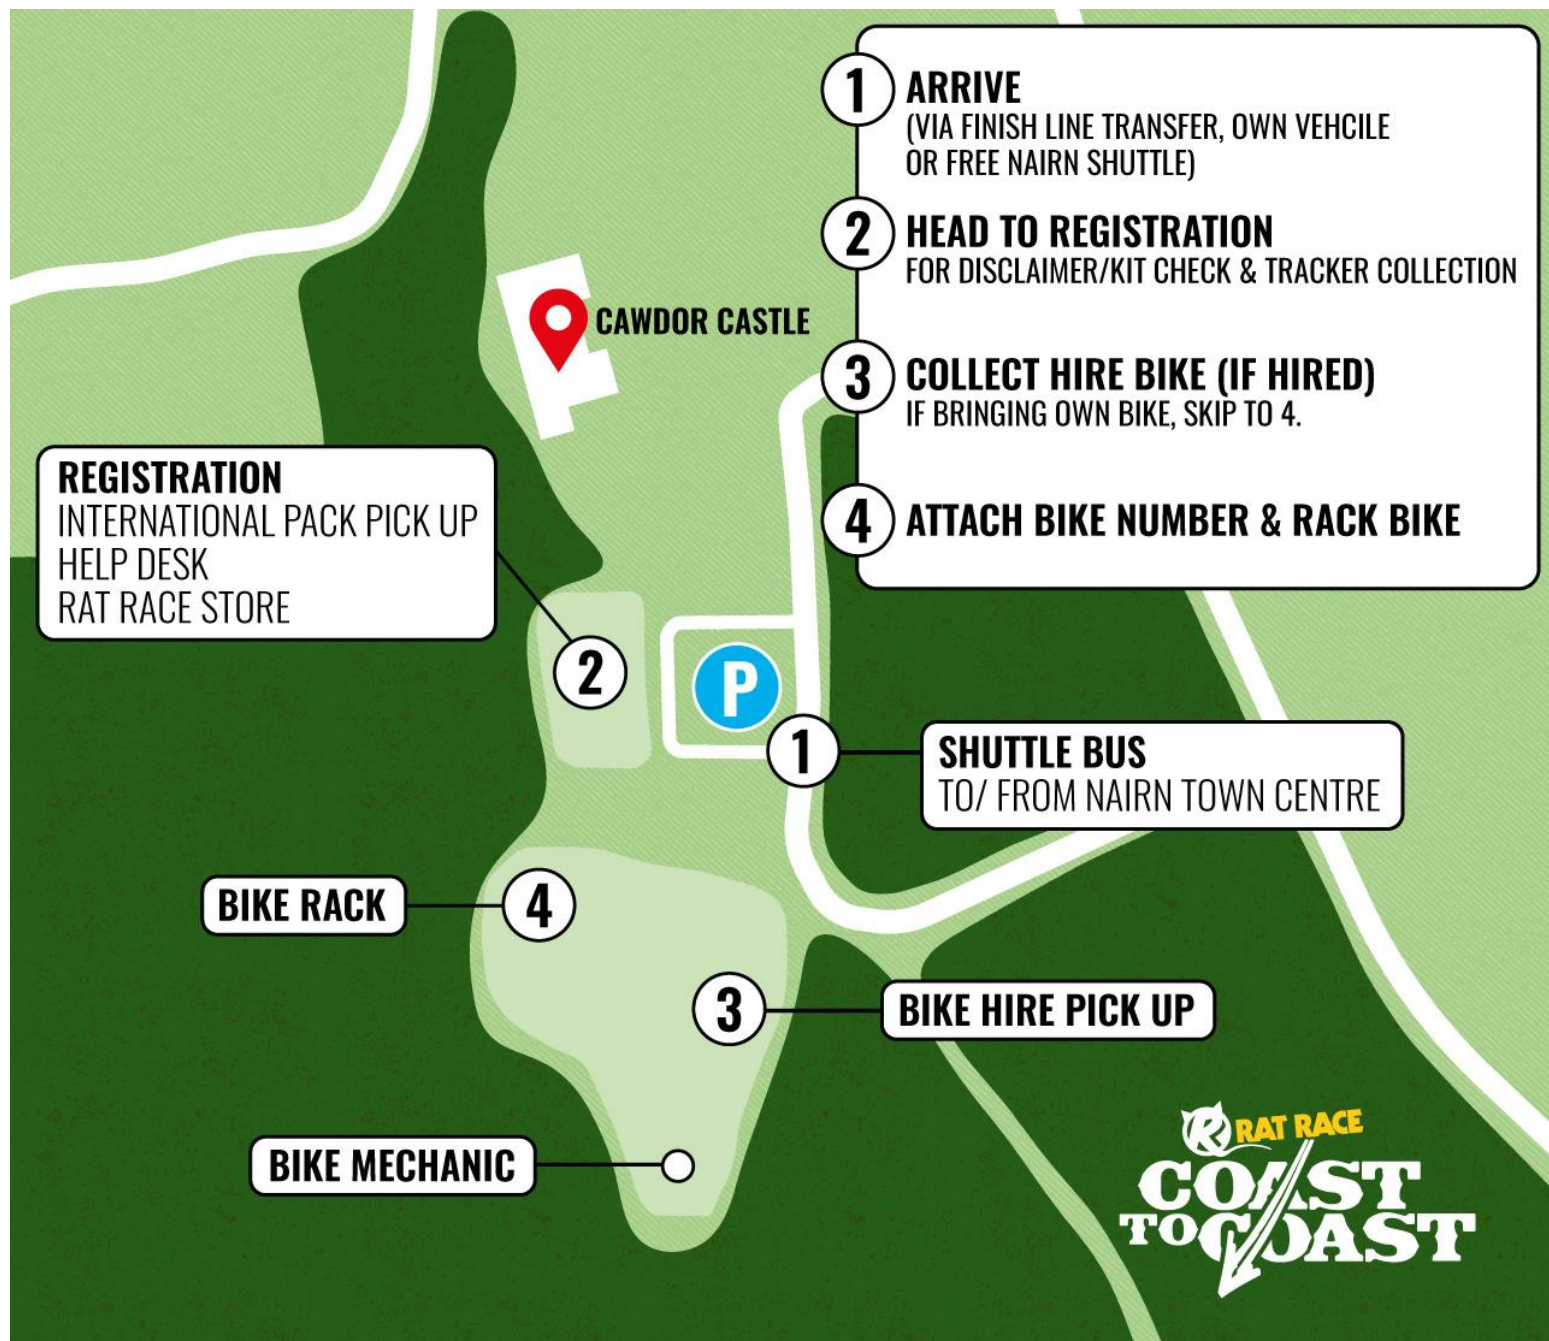 1 ARRIVE
(VIA FINISH LINE TRANSFER, OWN VEHCILE
OR FREE NAIRN SHUTTLE)
2 HEAD TO REGISTRATION
FOR DISCLAIMER/KIT CHECK & TRACKER COLLECTION
3 COLLECT HIRE BIKE (IF HIRED)
IF BRINGING OWN BIKE, SKIP TO 4.
4 ATTACH BIKE NUMBER & RACK BIKE
CAWDOR CASTLE
REGISTRATION
INTERNATIONAL PACK PICK UP
HELP DESK
RAT RACE STORE
2
P
1
SHUTTLE BUS
TO/ FROM NAIRN TOWN CENTRE
BIKE RACK
4
3
BIKE HIRE PICK UP
BIKE MECHANIC
R RAT RACE
COAST
TO COAST